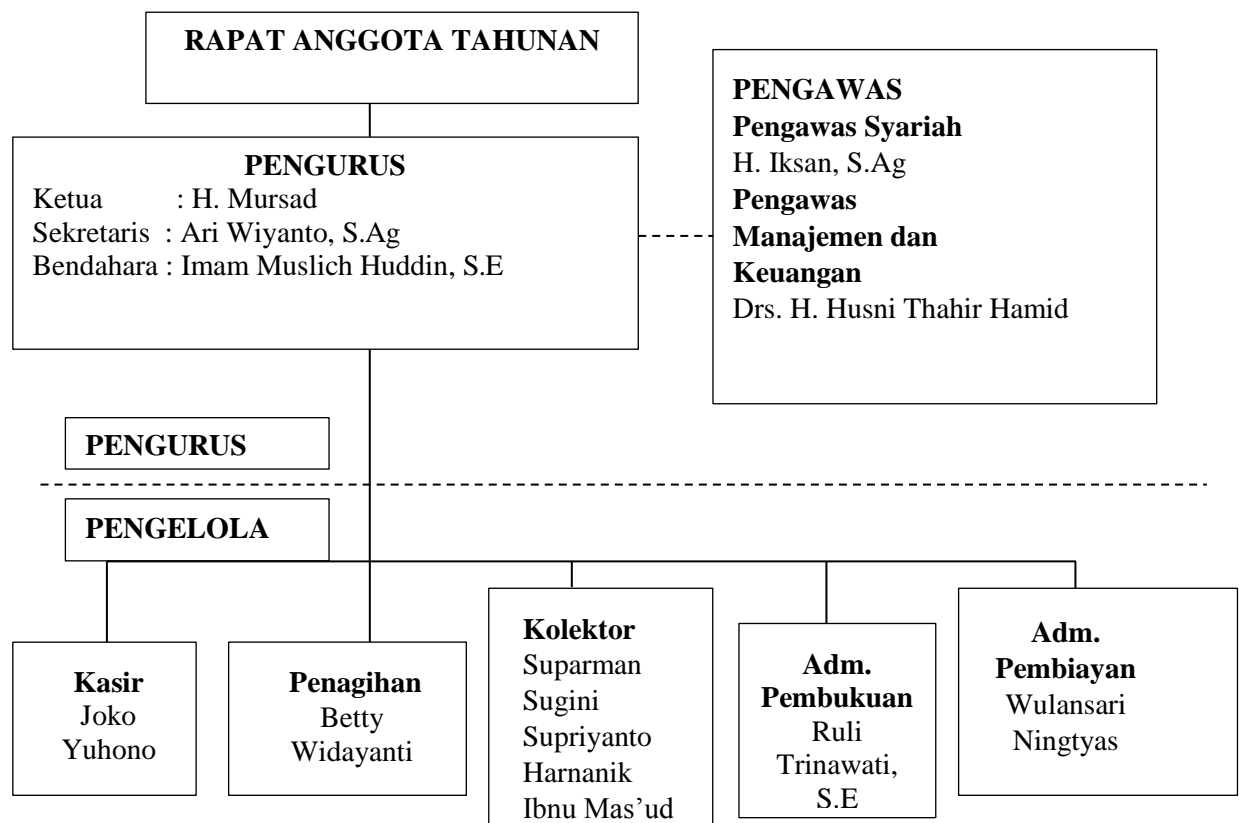 RAPAT ANGGOTA TAHUNAN
PENGURUS
Ketua : H. Mursad
Sekretaris : Ari Wiyanto, S.Ag
Bendahara : Imam Muslich Huddin, S.E
PENGAWAS
Pengawas Syariah
H. Iksan, S.Ag
Pengawas
Manajemen dan
Keuangan
Drs. H. Husni Thahir Hamid
PENGURUS
PENGELOLA
Kasir
Joko
Yuhono
Penagihan
Betty
Widayanti
Kolektor
Suparman
Sugini
Supriyanto
Harnanik
Ibnu Mas’ud
Adm.
Pembukuan
Ruli
Trinawati,
S.E
Adm.
Pembiayan
Wulansari
Ningtyas